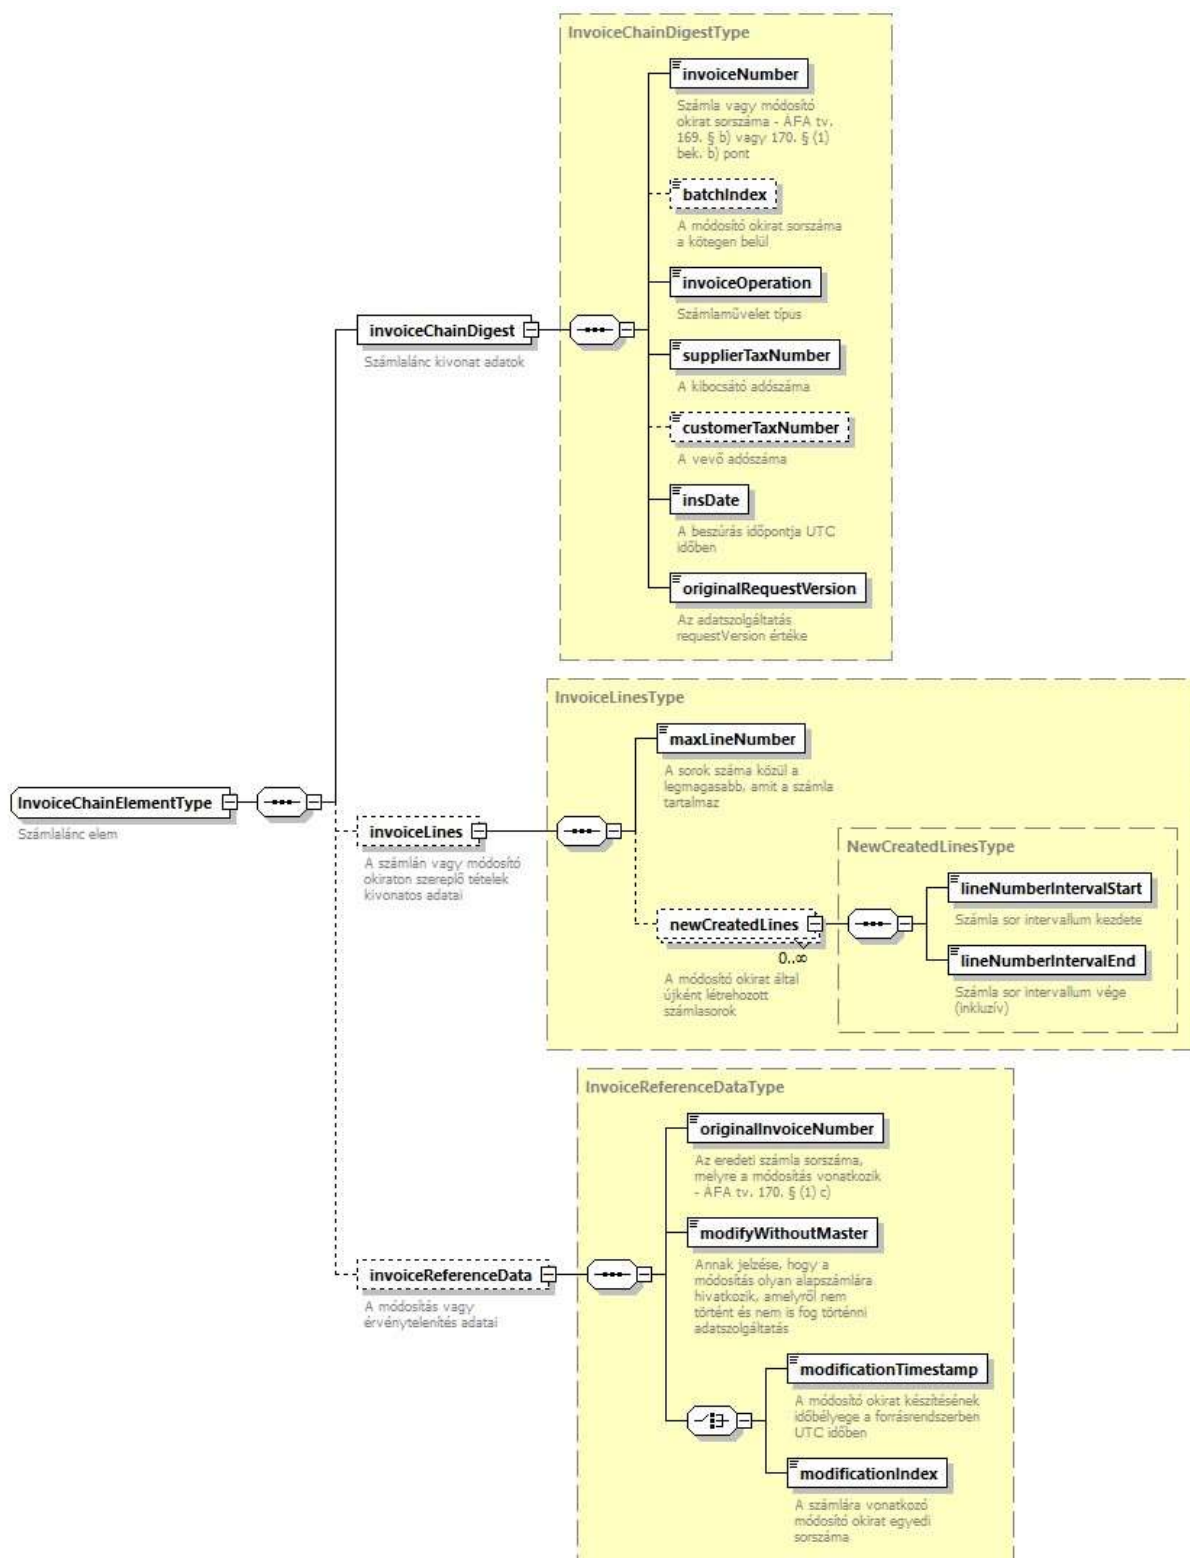 InvoiceChainDigestType
invoiceNumber
Számla vagy módosító
okirat sorszáma - ÁFA tv.
169. § b) vagy 170. § (1)
bek. b) pont
batchIndex
A módosító okirat sorszáma
a kötegen belül
invoiceOperation
Számlaművelet típus
invoiceChainDigest
Számlalánc kivonat adatok
supplierTaxNumber
A kibocsátó adószáma
customerTaxNumber
A vevő adószáma
insDate
A beszúrás időpontja UTC
időben
originalRequestVersion
Az adatszolgáltatás
requestVersion értéke
InvoiceLinesType
maxLineNumber
A sorok száma közül a
legmagasabb, amit a számla
tartalmaz
InvoiceChainElementType
Számlalánc elem
invoiceLines
A számlán vagy módosító
okiraton szereplő tételek
kivonatos adatai
NewCreatedLinesType
lineNumberIntervalStart
Számla sor intervallum kezdete
newCreatedLines
0..∞
A módosító okirat által
újként létrehozott
számlasorok
lineNumberIntervalEnd
Számla sor intervallum vége
(inkluzív)
InvoiceReferenceDataType
originalInvoiceNumber
Az eredeti számla sorszáma,
melyre a módosítás vonatkozik
- ÁFA tv. 170. § (1) c)
modifyWithoutMaster
Annak jelzése, hogy a
módosítás olyan alapszámlára
hivatkozik, amelyről nem
történt és nem is fog történni
adatszolgáltatás
invoiceReferenceData
A módosítás vagy
érvénytelenítés adatai
modificationTimestamp
A módosító okirat készítésének
időbélyege a forrásrendszerben
UTC időben
modificationIndex
A számlára vonatkozó
módosító okirat egyedi
sorszáma